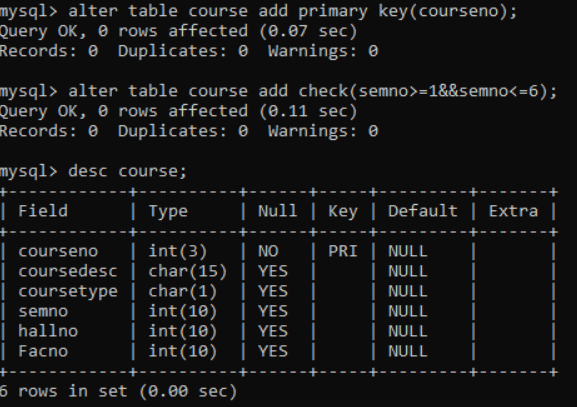 mysql> alter table course add primary key(courseno);
Query OK, 0 rows affected (0.07 sec)
Records: 0  Duplicates: 0  Warnings: 0

mysql> alter table course add check(semno>=1&&semno<=6);
Query OK, 0 rows affected (0.11 sec)
Records: 0  Duplicates: 0  Warnings: 0

mysql> desc course;
+------------+----------+------+-----+---------+-------+
| Field      | Type     | Null | Key | Default | Extra |
+------------+----------+------+-----+---------+-------+
| courseno   | int(3)   | NO   | PRI | NULL    |       |
| coursedesc | char(15) | YES  |     | NULL    |       |
| coursetype | char(1)  | YES  |     | NULL    |       |
| semno      | int(10)  | YES  |     | NULL    |       |
| hallno     | int(10)  | YES  |     | NULL    |       |
| Facno      | int(10)  | YES  |     | NULL    |       |
+------------+----------+------+-----+---------+-------+
6 rows in set (0.00 sec)